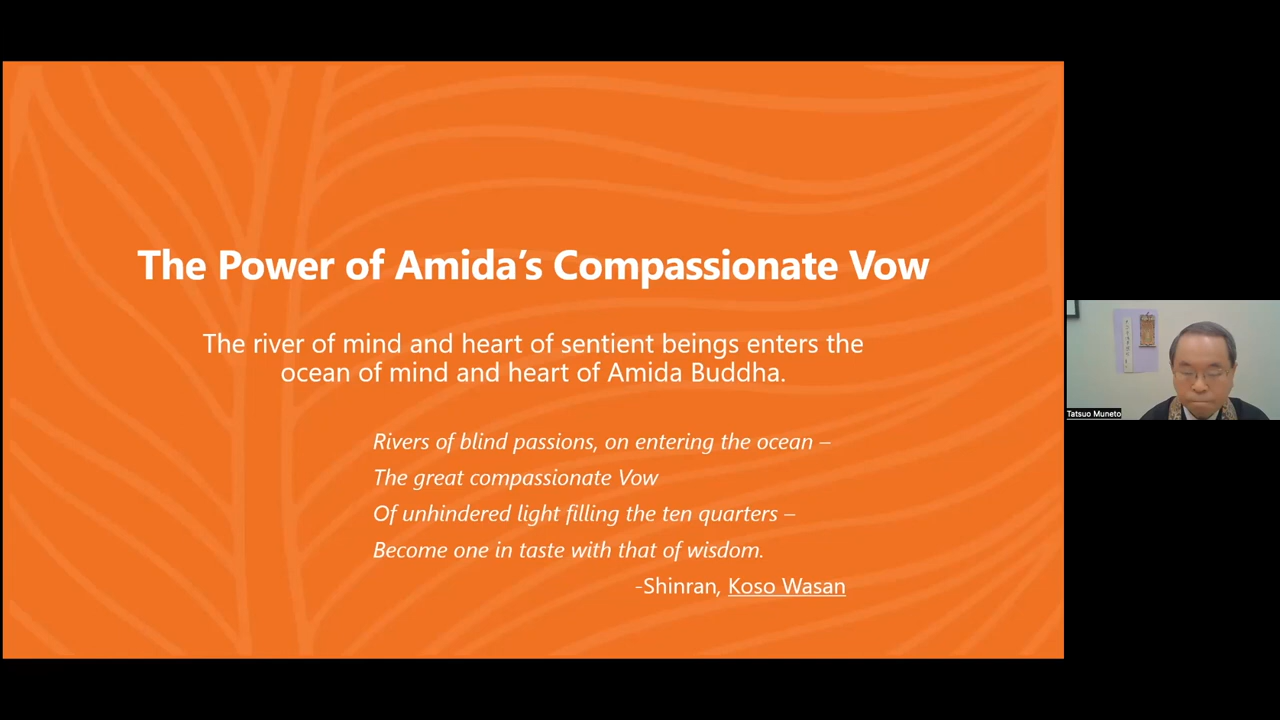 The Power of Amida’s Compassionate Vow
The river of mind and heart of sentient beings enters the
ocean of mind and heart of Amida Buddha.
Rivers of blind passions, on entering the ocean –
The great compassionate Vow
Of unhindered light filling the ten quarters –
Become one in taste with that of wisdom.
-Shinran, Koso Wasan
Tatsuo Muneto